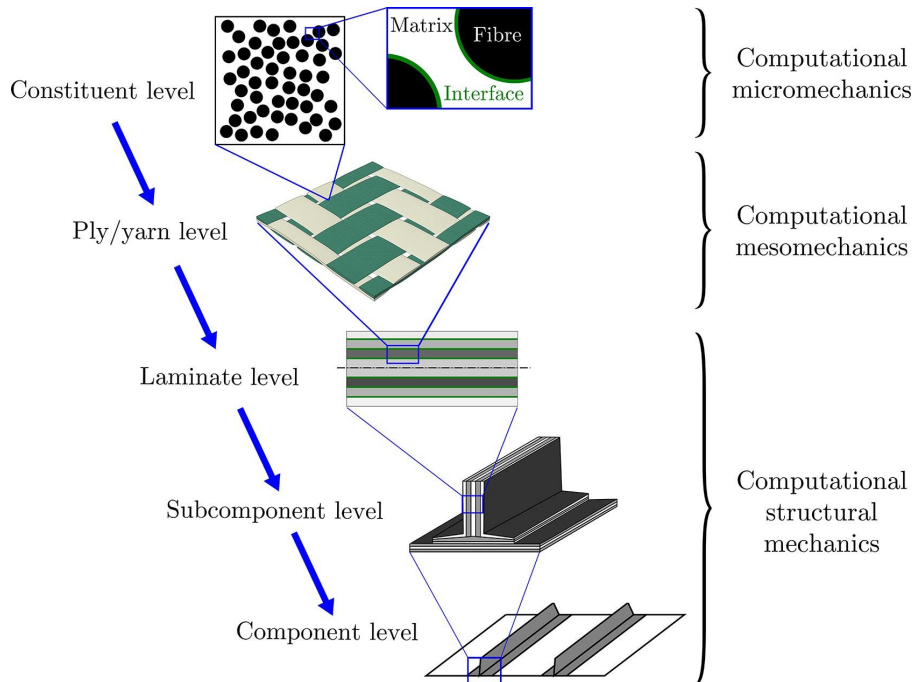 Matrix
Fibre
Interface
Constituent level
Computational
micromechanics
Ply/yarn level
Computational
mesomechanics
Laminate level
Subcomponent level
Computational
structural
mechanics
Component level